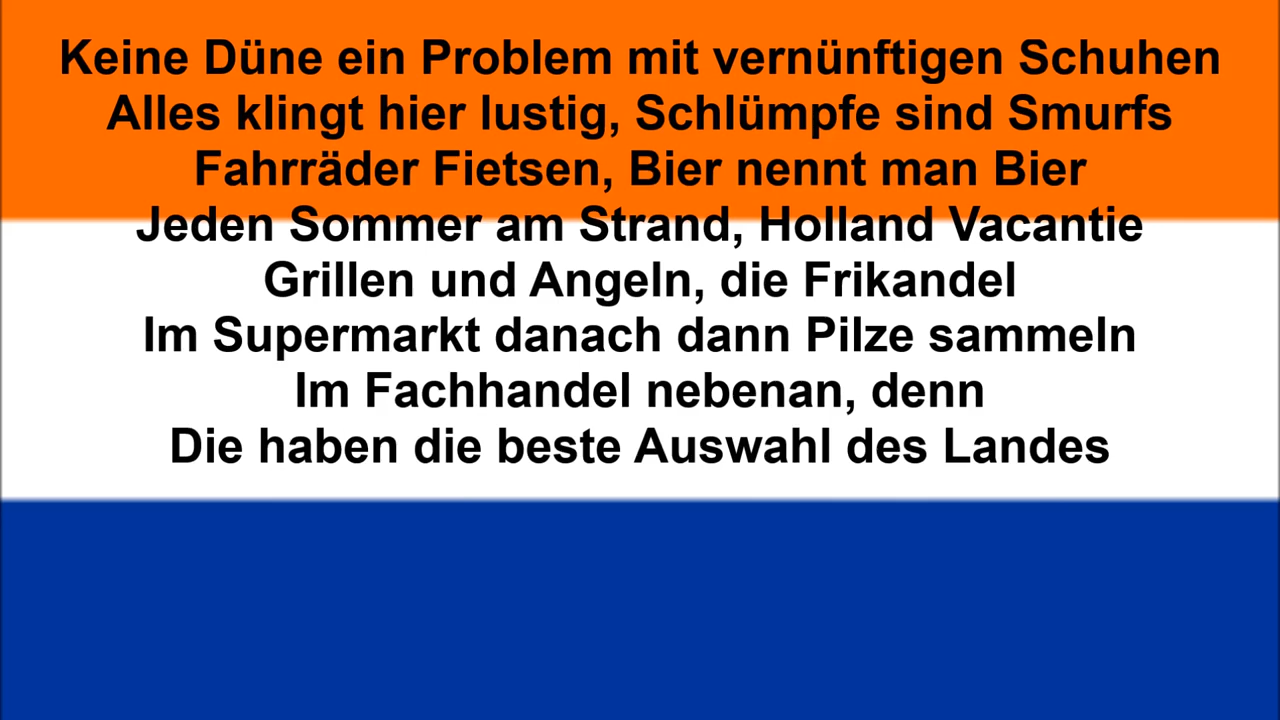 Keine Düne ein Problem mit vernünftigen Schuhen
Alles klingt hier lustig, Schlümpfe sind Smurfs
Fahrräder Fietsen, Bier nennt man Bier
Jeden Sommer am Strand, Holland Vacantie
Grillen und Angeln, die Frikandel
Im Supermarkt danach dann Pilze sammeln
Im Fachhandel nebenan, denn
Die haben die beste Auswahl des Landes